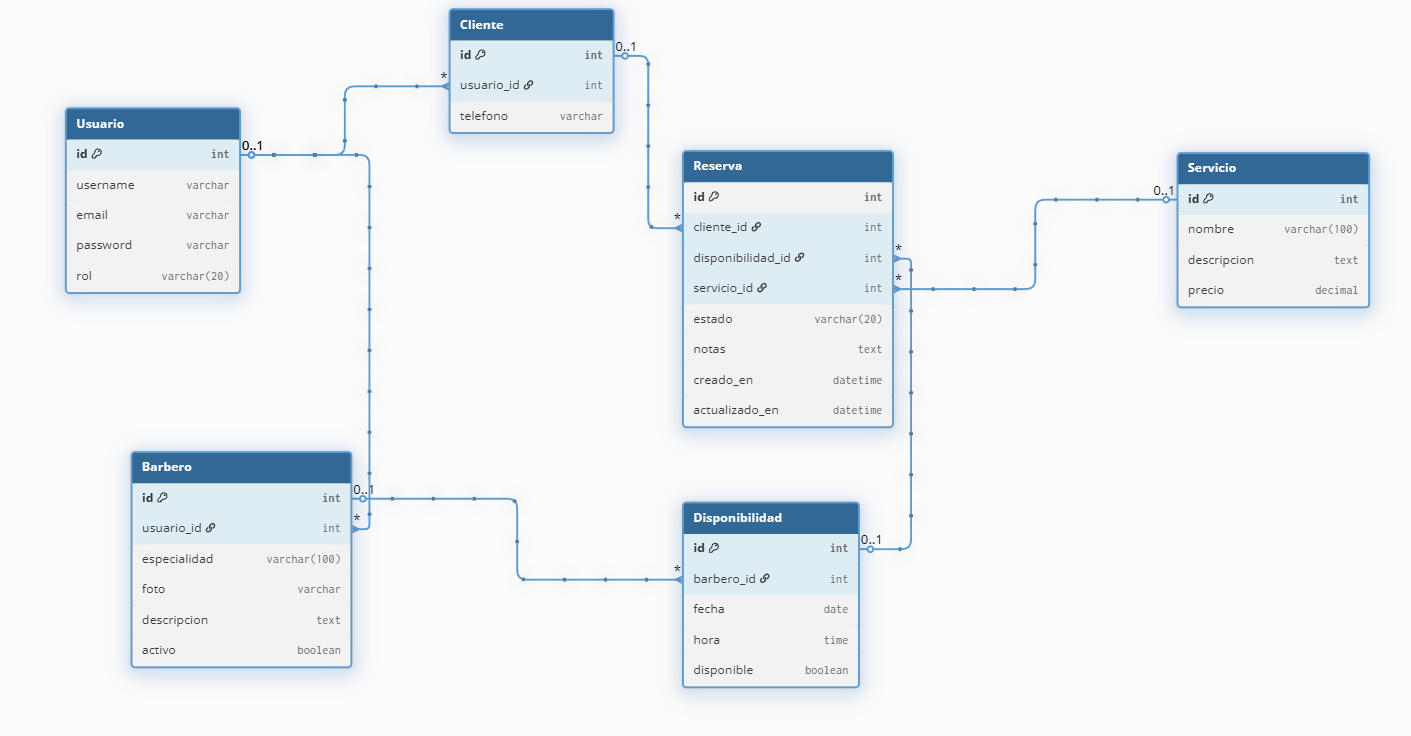 Cliente
id int
usuario_id int
telefono varchar
0..1
*
Usuario
id int
username varchar
email varchar
password varchar
rol varchar(20)
0..1
Reserva
id int
cliente_id int
disponibilidad_id int
servicio_id int
estado varchar(20)
notas text
creado_en datetime
actualizado_en datetime
*
*
*
Servicio
id int
nombre varchar(100)
descripcion text
precio decimal
0..1
Barbero
id int
usuario_id int
especialidad varchar(100)
foto varchar
descripcion text
activo boolean
0..1
*
Disponibilidad
id int
barbero_id int
fecha date
hora time
disponible boolean
0..1
*